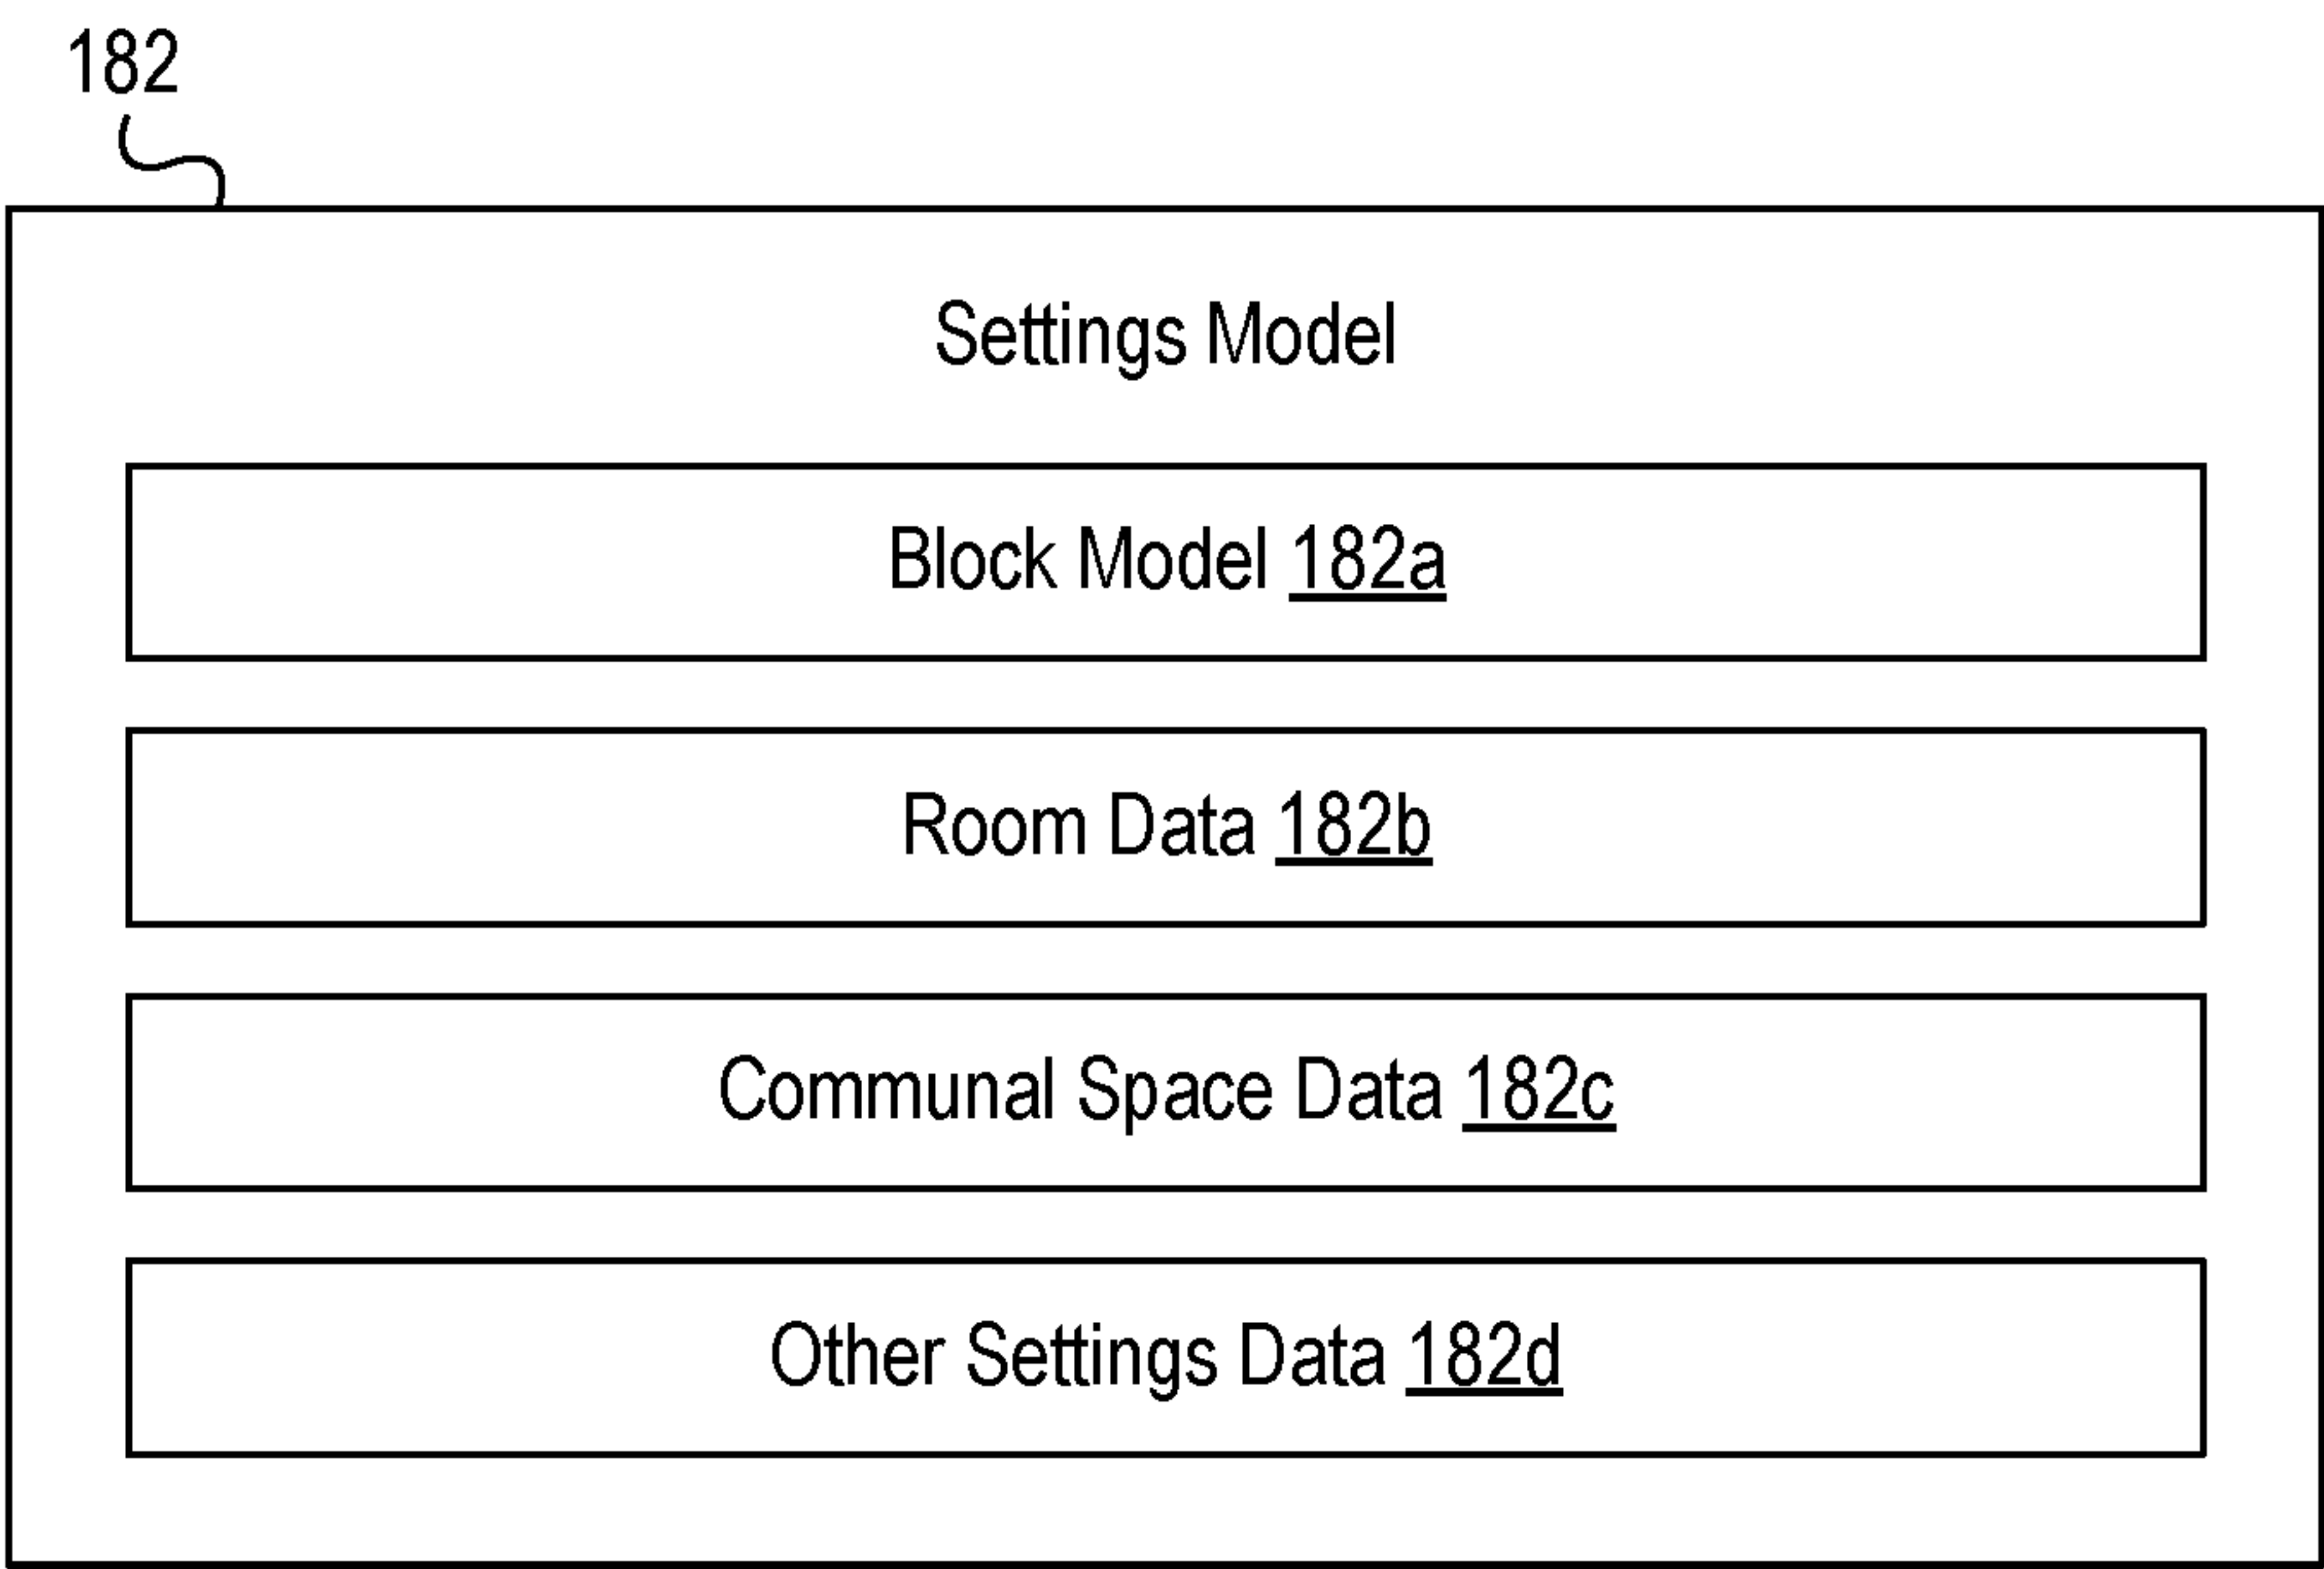 182
Settings Model
Block Model 182a
Room Data 182b
Communal Space Data 182c
Other Settings Data 182d